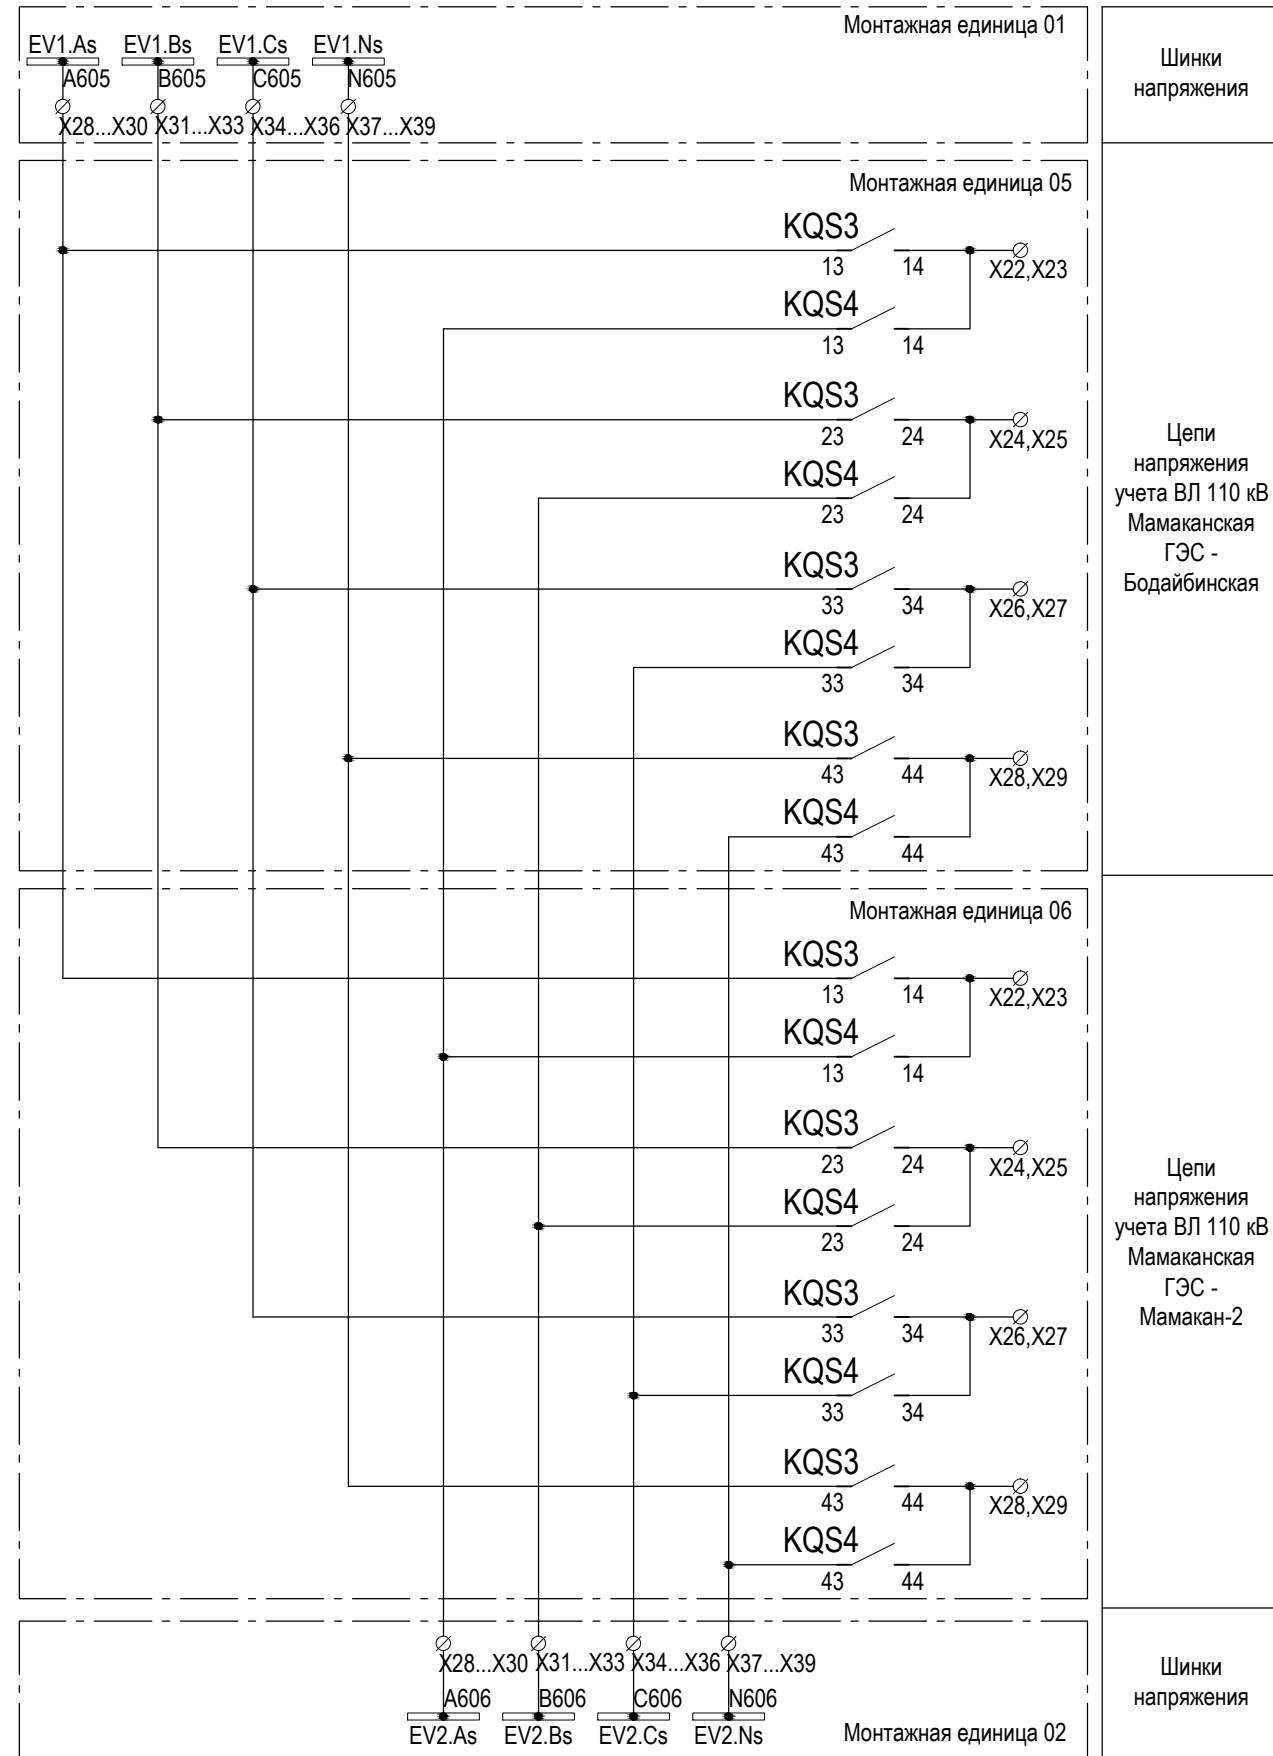 Монтажная единица 01
EV1.As EV1.Bs EV1.Cs EV1.Ns
A605 B605 C605 N605
X28...X30 X31...X33 X34...X36 X37...X39
Шинки
напряжения
Монтажная единица 05
KQS3
13 14 X22,X23
KQS4
13 14
KQS3
23 24 X24,X25
KQS4
23 24
KQS3
33 34 X26,X27
KQS4
33 34
KQS3
43 44 X28,X29
KQS4
43 44
Цепи
напряжения
учета ВЛ 110 кВ
Мамаканская
ГЭС -
Бодайбинская
Монтажная единица 06
KQS3
13 14 X22,X23
KQS4
13 14
KQS3
23 24 X24,X25
KQS4
23 24
KQS3
33 34 X26,X27
KQS4
33 34
KQS3
43 44 X28,X29
KQS4
43 44
Цепи
напряжения
учета ВЛ 110 кВ
Мамаканская
ГЭС -
Мамакан-2
X28...X30 X31...X33 X34...X36 X37...X39
A606 B606 C606 N606
EV2.As EV2.Bs EV2.Cs EV2.Ns
Монтажная единица 02
Шинки
напряжения